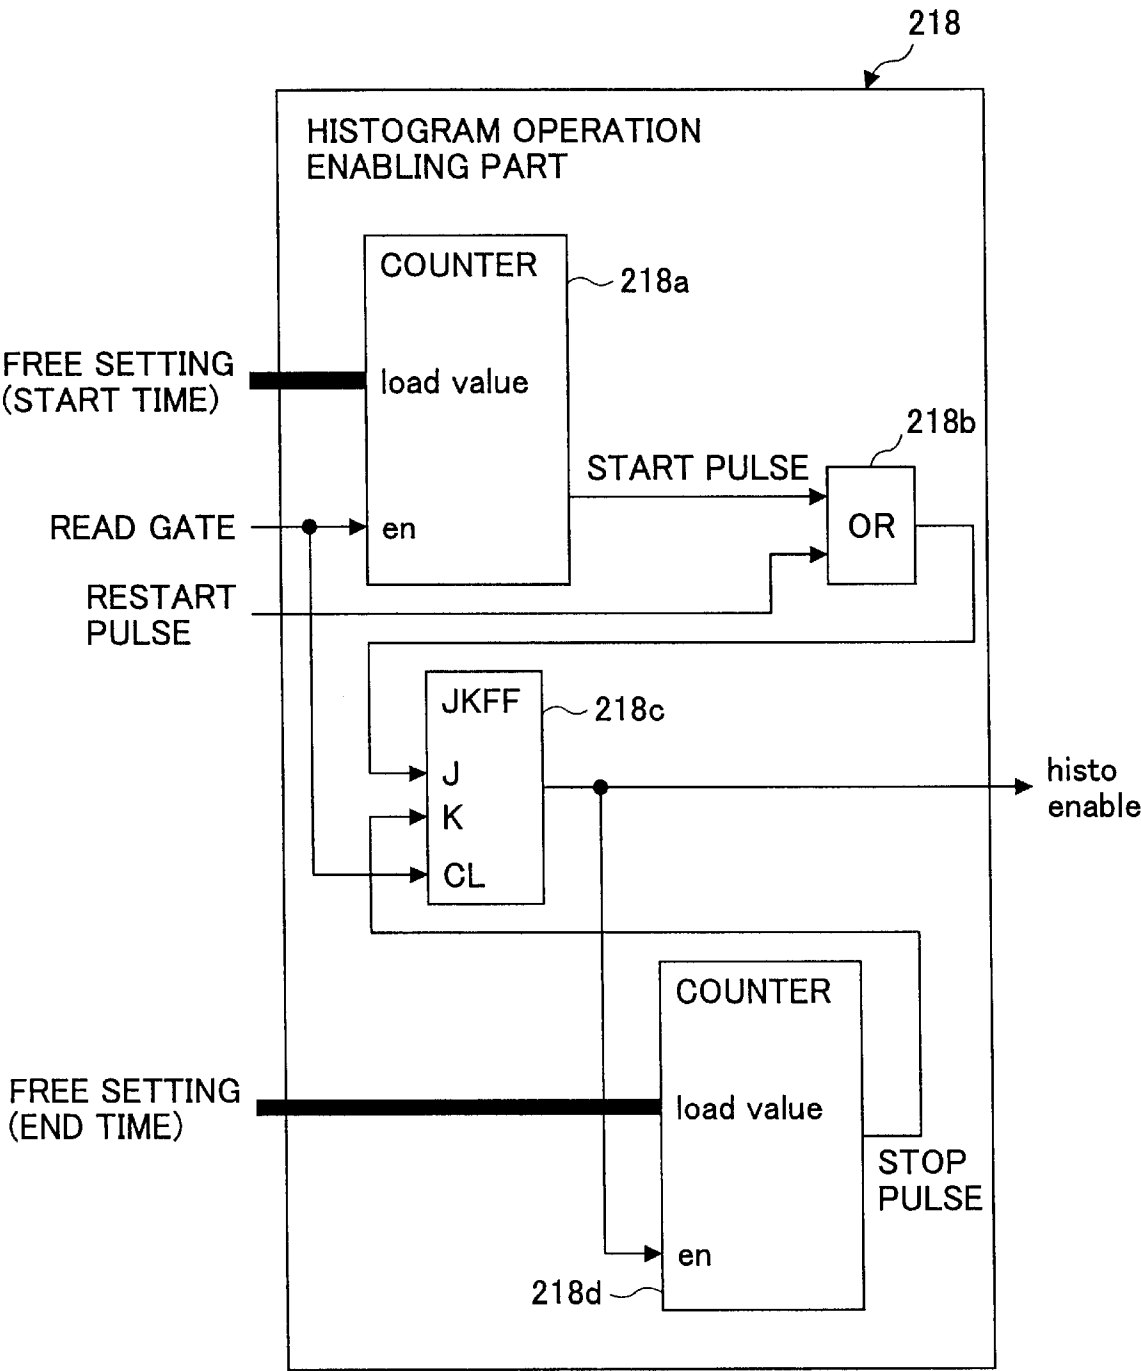 218
HISTOGRAM OPERATION
ENABLING PART
COUNTER
218a
FREE SETTING
(START TIME)
load value
218b
START PULSE
READ GATE
en
OR
RESTART
PULSE
JKFF
218c
J
K
CL
histo
enable
COUNTER
FREE SETTING
(END TIME)
load value
STOP
PULSE
en
218d